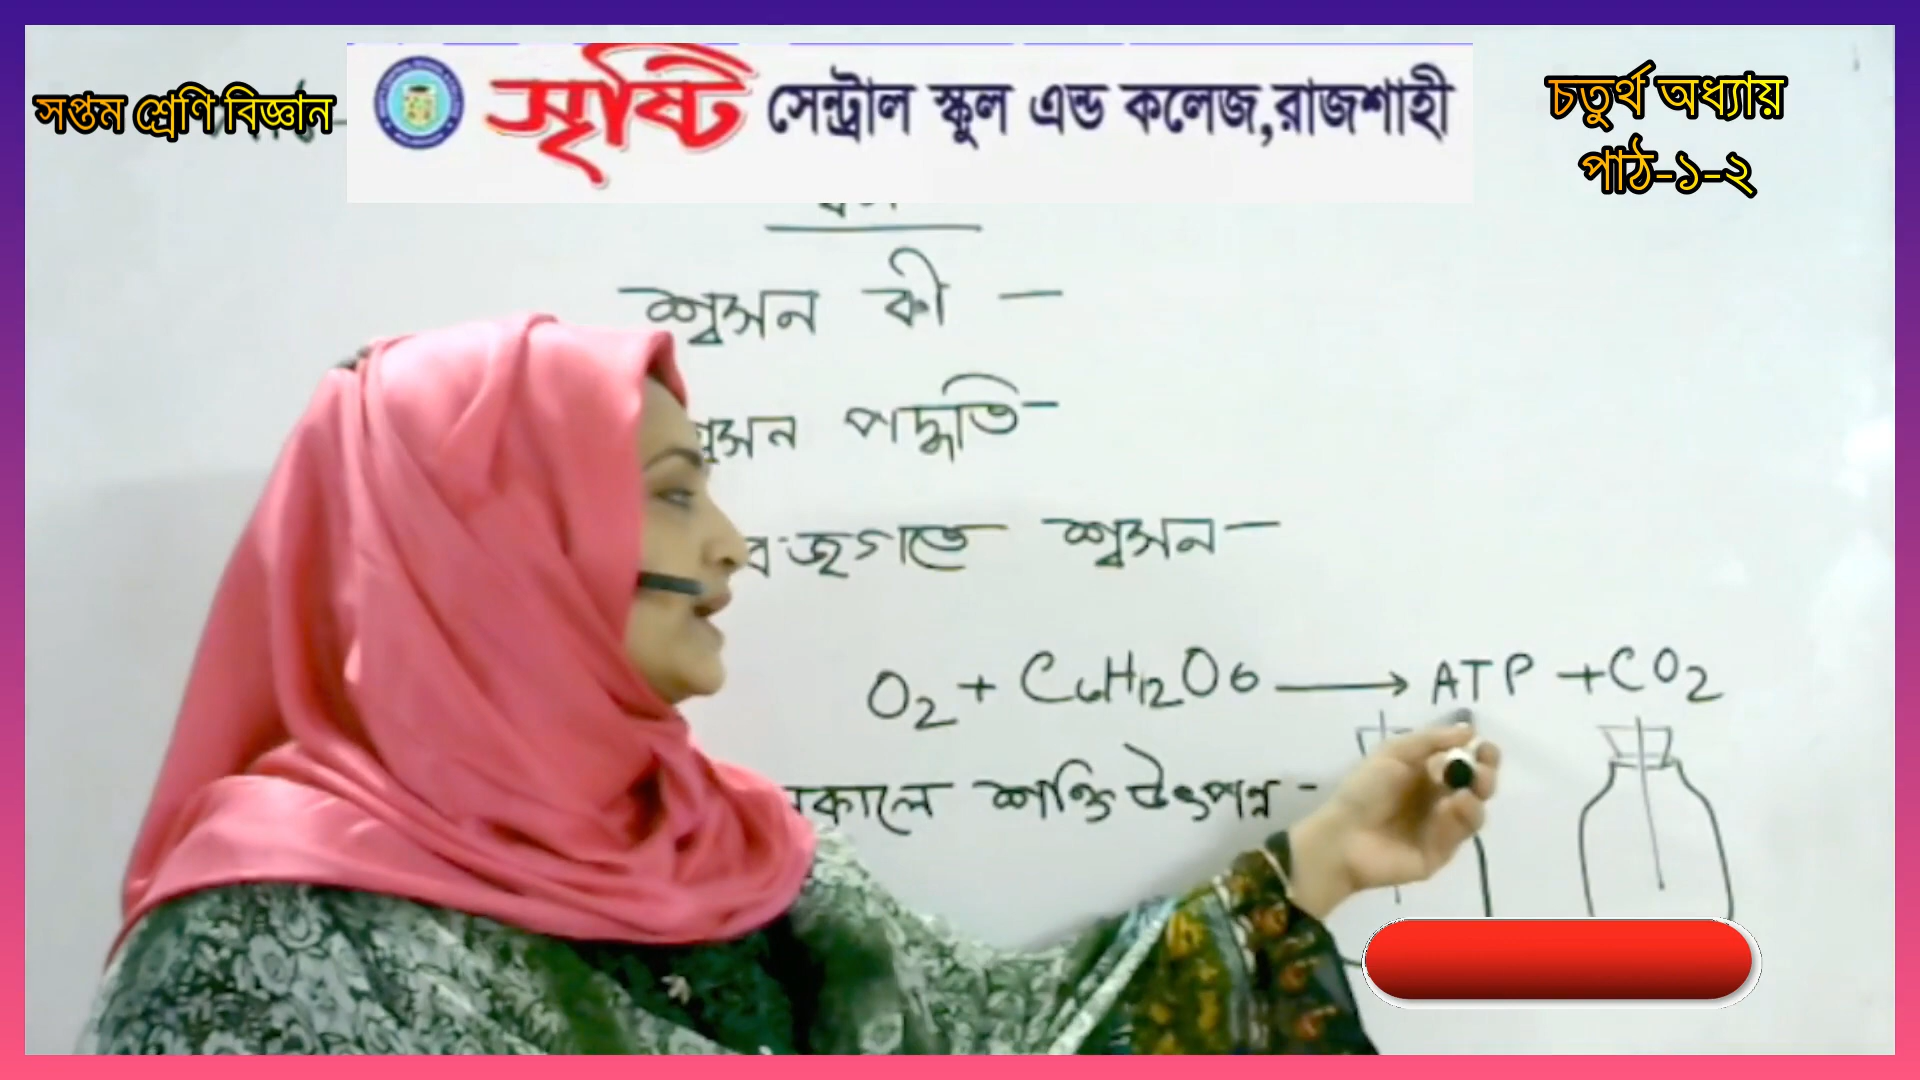 সপ্তম শ্রেণি বিজ্ঞান
সৃষ্টি সেন্ট্রাল স্কুল এন্ড কলেজ,রাজশাহী
চতুর্থ অধ্যায়
পাঠ-১-২
শ্বসন কী -
পদ্ধতি-
শ্বসন-
O2 + C6H12O6 → ATP + CO2
শক্তি উৎপন্ন -